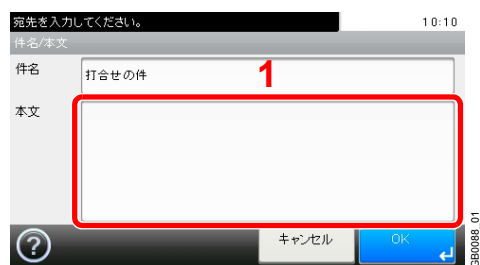 宛先を入力してください。 10:10
件名/本文
件名 打合せの件 1
本文
? キャンセル OK
GB0088_01